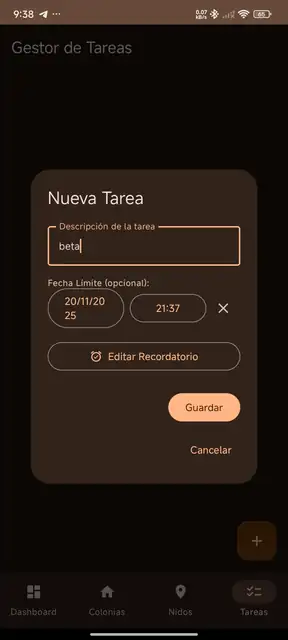 9:38
0.07
kB/s
65
Gestor de Tareas
Nueva Tarea
Descripción de la tarea
beta
Fecha Límite (opcional):
20/11/20
25
21:37
Editar Recordatorio
Guardar
Cancelar
Dashboard
Colonias
Nidos
Tareas